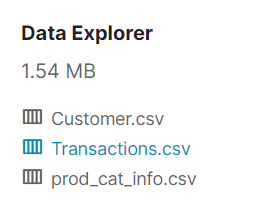 Data Explorer
1.54 MB
Customer.csv
Transactions.csv
prod_cat_info.csv